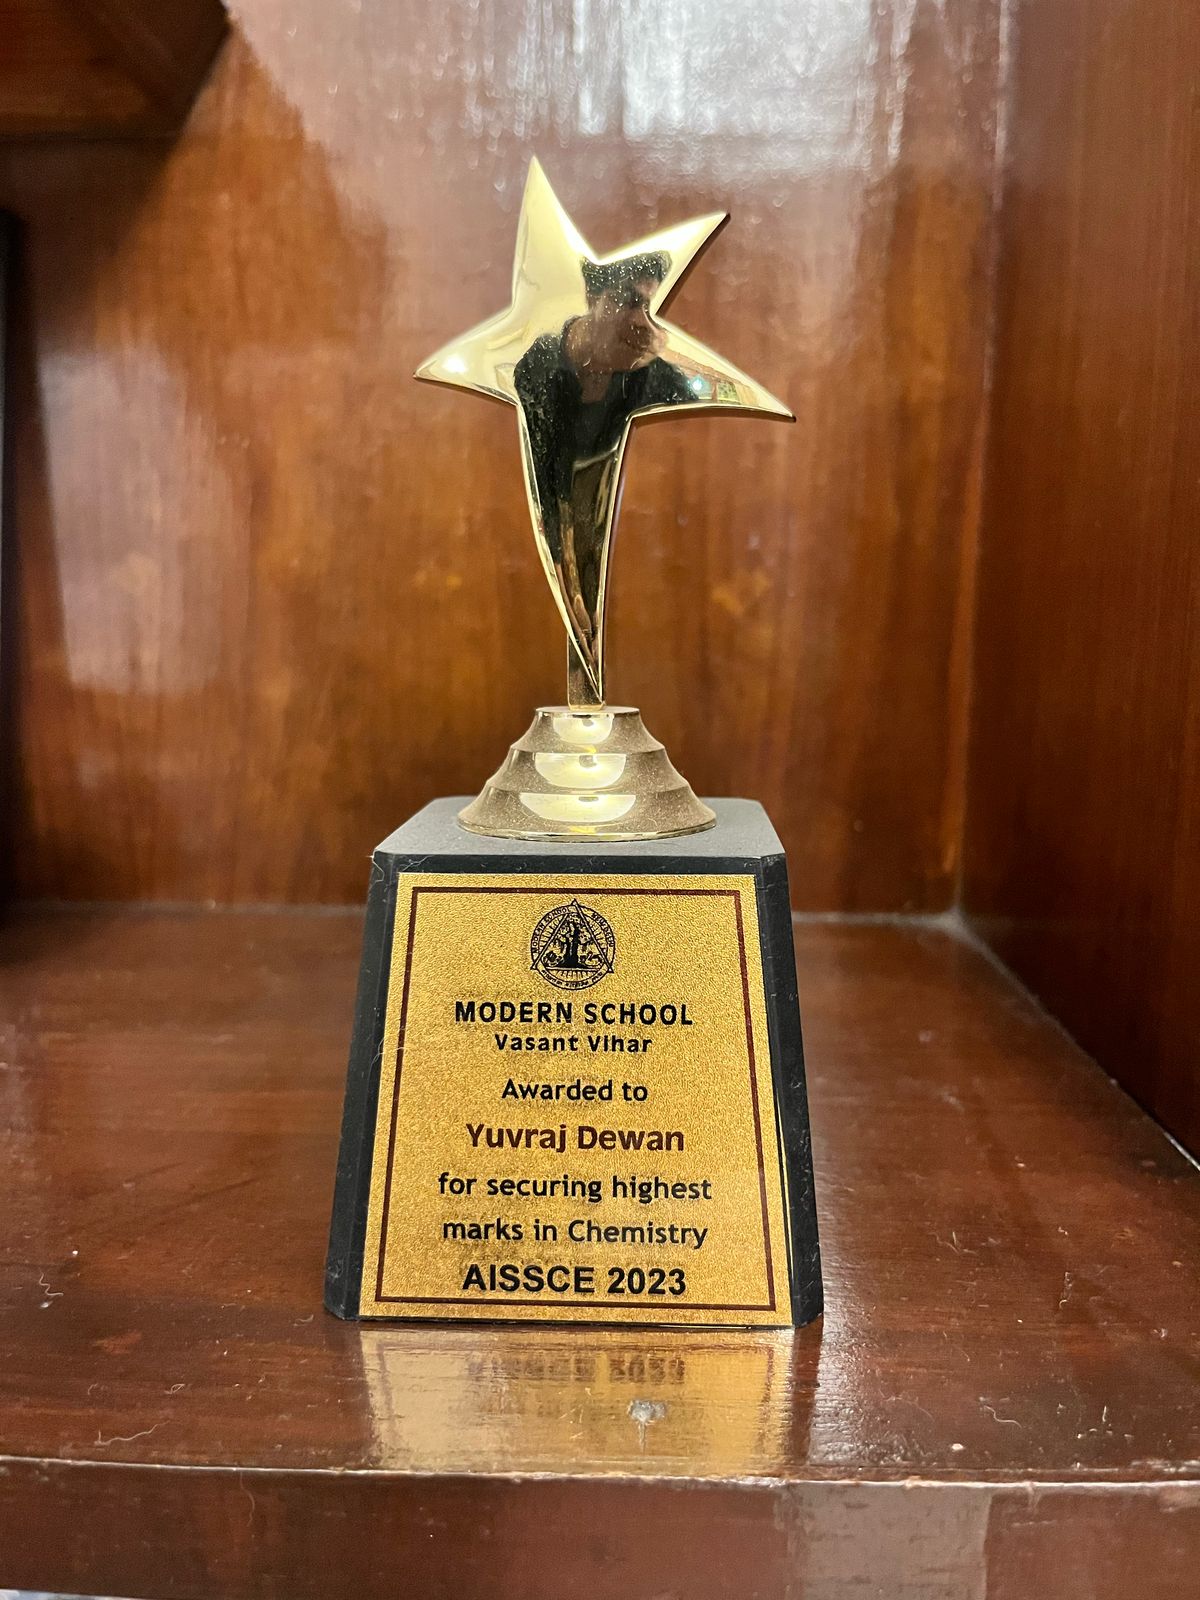 MODERN SCHOOL
Vasant Vihar
Awarded to
Yuvraj Dewan
for securing highest
marks in Chemistry
AISSCE 2023